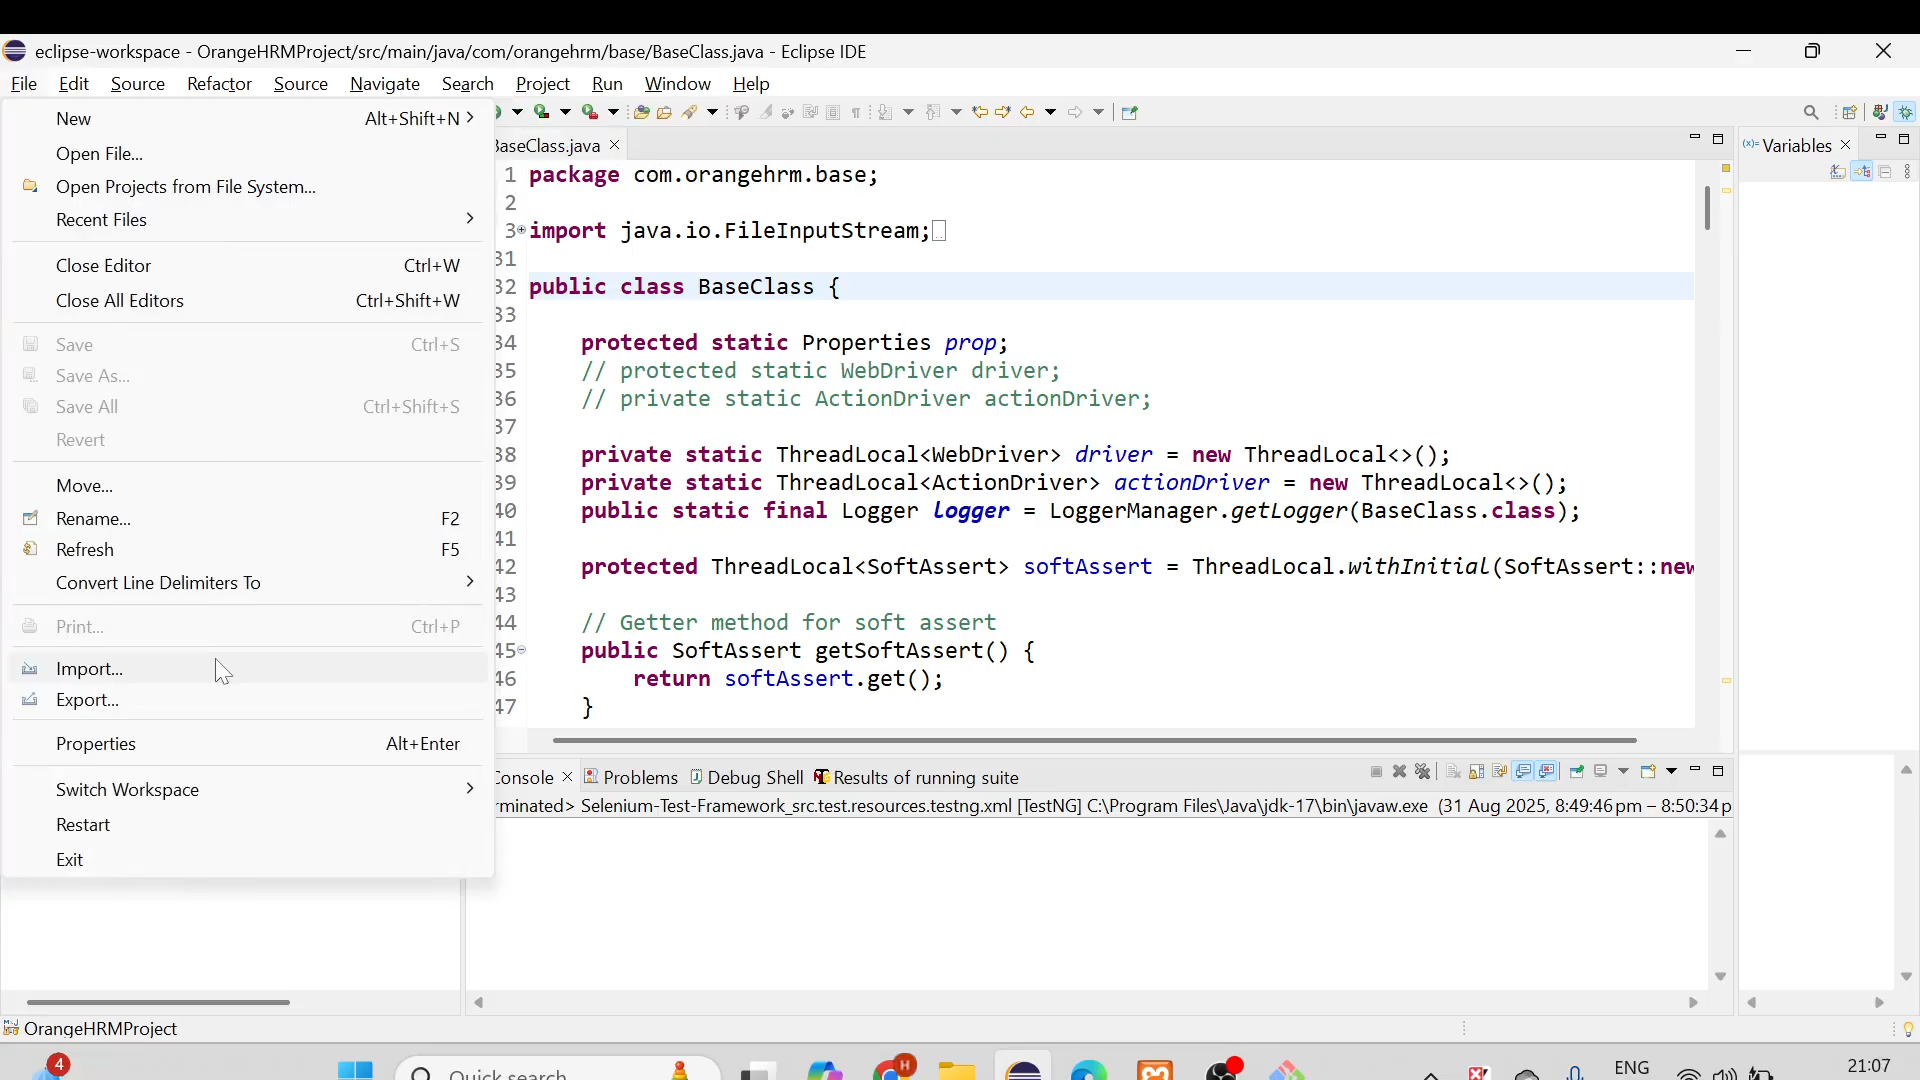 eclipse-workspace - OrangeHRMProject/src/main/java/com/orangehrm/base/BaseClass.java - Eclipse IDE
File Edit Source Refactor Source Navigate Search Project Run Window Help
New Alt+Shift+N
Open File...
Open Projects from File System...
Recent Files
Close Editor Ctrl+W
Close All Editors Ctrl+Shift+W
Save Ctrl+S
Save As...
Save All Ctrl+Shift+S
Revert
Move...
Rename... F2
Refresh F5
Convert Line Delimiters To
Print... Ctrl+P
Import...
Export...
Properties Alt+Enter
Switch Workspace
Restart
Exit
BaseClass.java
1 package com.orangehrm.base;
2
3 import java.io.FileInputStream;
31
32 public class BaseClass {
33
34 protected static Properties prop;
35 // protected static WebDriver driver;
36 // private static ActionDriver actionDriver;
37
38 private static ThreadLocal<WebDriver> driver = new ThreadLocal<>();
39 private static ThreadLocal<ActionDriver> actionDriver = new ThreadLocal<>();
40 public static final Logger logger = LoggerManager.getLogger(BaseClass.class);
41
42 protected ThreadLocal<SoftAssert> softAssert = ThreadLocal.withInitial(SoftAssert::new
43
44 // Getter method for soft assert
45 public SoftAssert getSoftAssert() {
46 return softAssert.get();
47 }
(x)= Variables
Console Problems Debug Shell Results of running suite
rminated> Selenium-Test-Framework_src.test.resources.testng.xml [TestNG] C:\Program Files\Java\jdk-17\bin\javaw.exe (31 Aug 2025, 8:49:46 pm – 8:50:34 p
OrangeHRMProject
4
Quick search
H
ENG
21:07